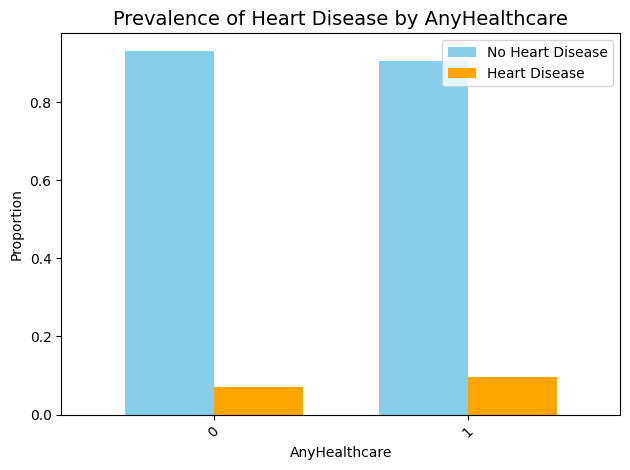 Prevalence of Heart Disease by AnyHealthcare
No Heart Disease
Heart Disease
Proportion
0.8
0.6
0.4
0.2
0.0
0
1
AnyHealthcare